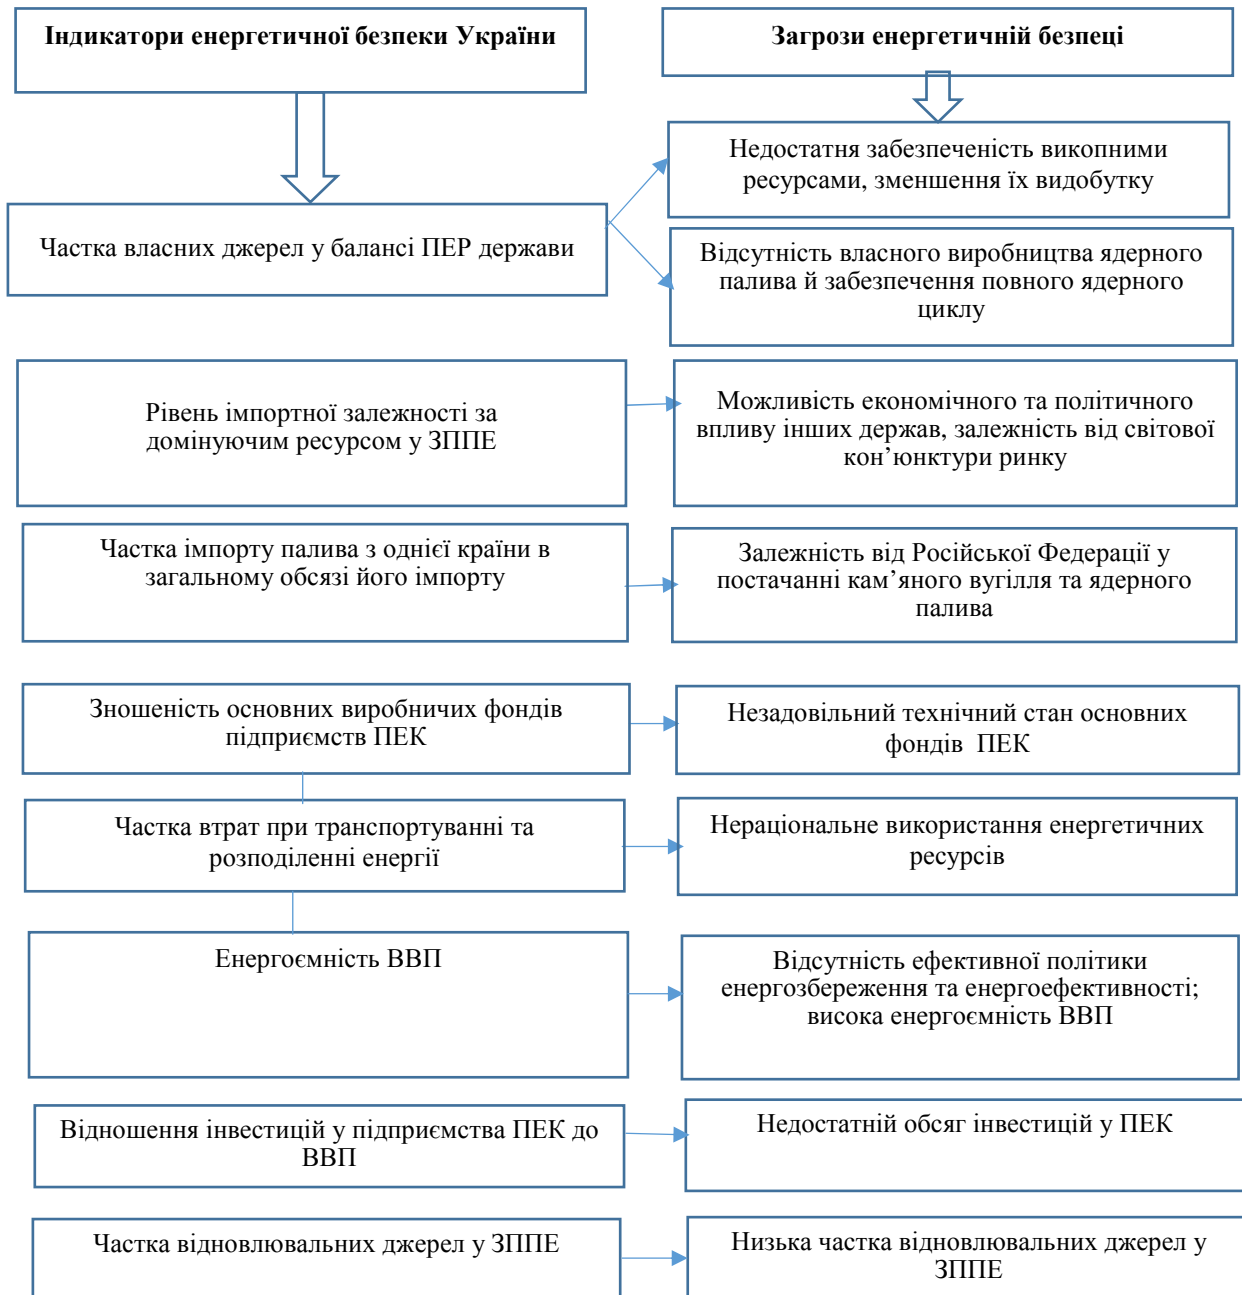 Індикатори енергетичної безпеки України
Загрози енергетичній безпеці
Недостатня забезпеченість викопними
ресурсами, зменшення їх видобутку
Частка власних джерел у балансі ПЕР держави
Відсутність власного виробництва ядерного
палива й забезпечення повного ядерного
циклу
Рівень імпортної залежності за
домінуючим ресурсом у ЗППЕ
Можливість економічного та політичного
впливу інших держав, залежність від світової
кон’юнктури ринку
Частка імпорту палива з однієї країни в
загальному обсязі його імпорту
Залежність від Російської Федерації у
постачанні кам’яного вугілля та ядерного
палива
Зношеність основних виробничих фондів
підприємств ПЕК
Незадовільний технічний стан основних
фондів ПЕК
Частка втрат при транспортуванні та
розподіленні енергії
Нераціональне використання енергетичних
ресурсів
Енергоємність ВВП
Відсутність ефективної політики
енергозбереження та енергоефективності;
висока енергоємність ВВП
Відношення інвестицій у підприємства ПЕК до
ВВП
Недостатній обсяг інвестицій у ПЕК
Частка відновлювальних джерел у ЗППЕ
Низька частка відновлювальних джерел у
ЗППЕ